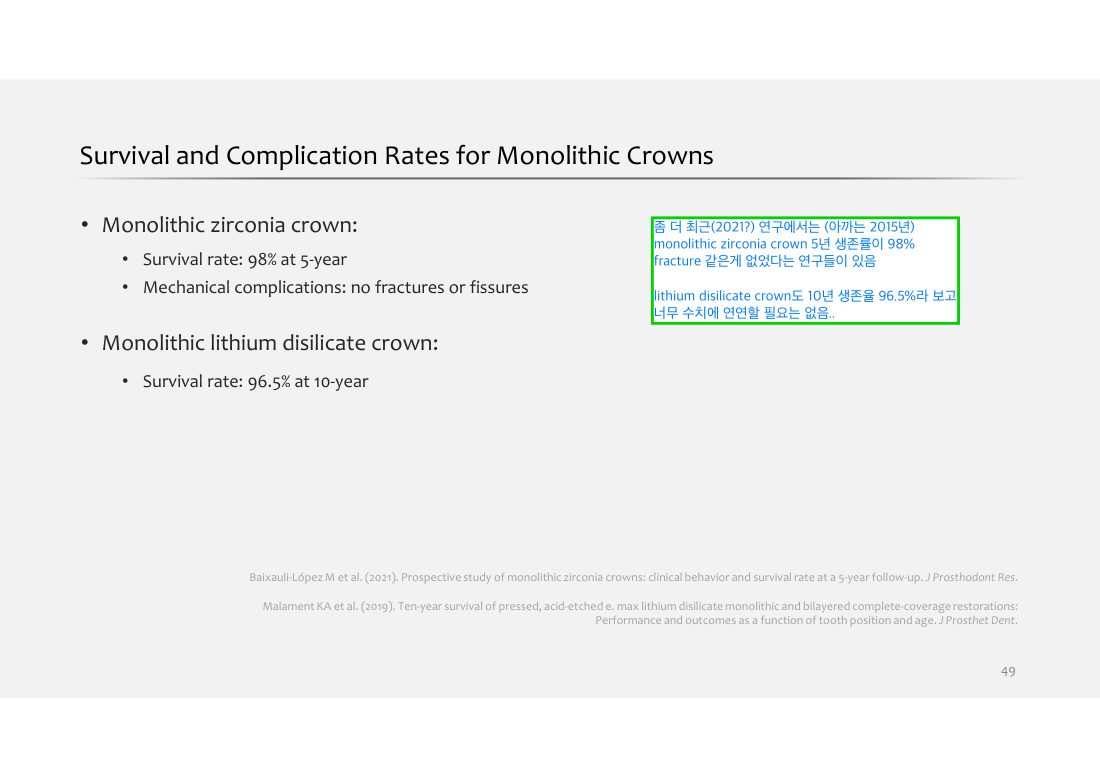 Survival and Complication Rates for Monolithic Crowns
• Monolithic zirconia crown:
• Survival rate: 98% at 5-year
• Mechanical complications: no fractures or fissures
• Monolithic lithium disilicate crown:
• Survival rate: 96.5% at 10-year
좀 더 최근(2021?) 연구에서는 (아까는 2015년)
monolithic zirconia crown 5년 생존률이 98%
fracture 같은게 없었다는 연구들이 있음
lithium disilicate crown도 10년 생존율 96.5%라 보고
너무 수치에 연연할 필요는 없음..
Baixauli-López M et al. (2021). Prospective study of monolithic zirconia crowns: clinical behavior and survival rate at a 5-year follow-up. J Prosthodont Res.
Malament KA et al. (2019). Ten-year survival of pressed, acid-etched e. max lithium disilicate monolithic and bilayered complete-coverage restorations:
Performance and outcomes as a function of tooth position and age. J Prosthet Dent.
49